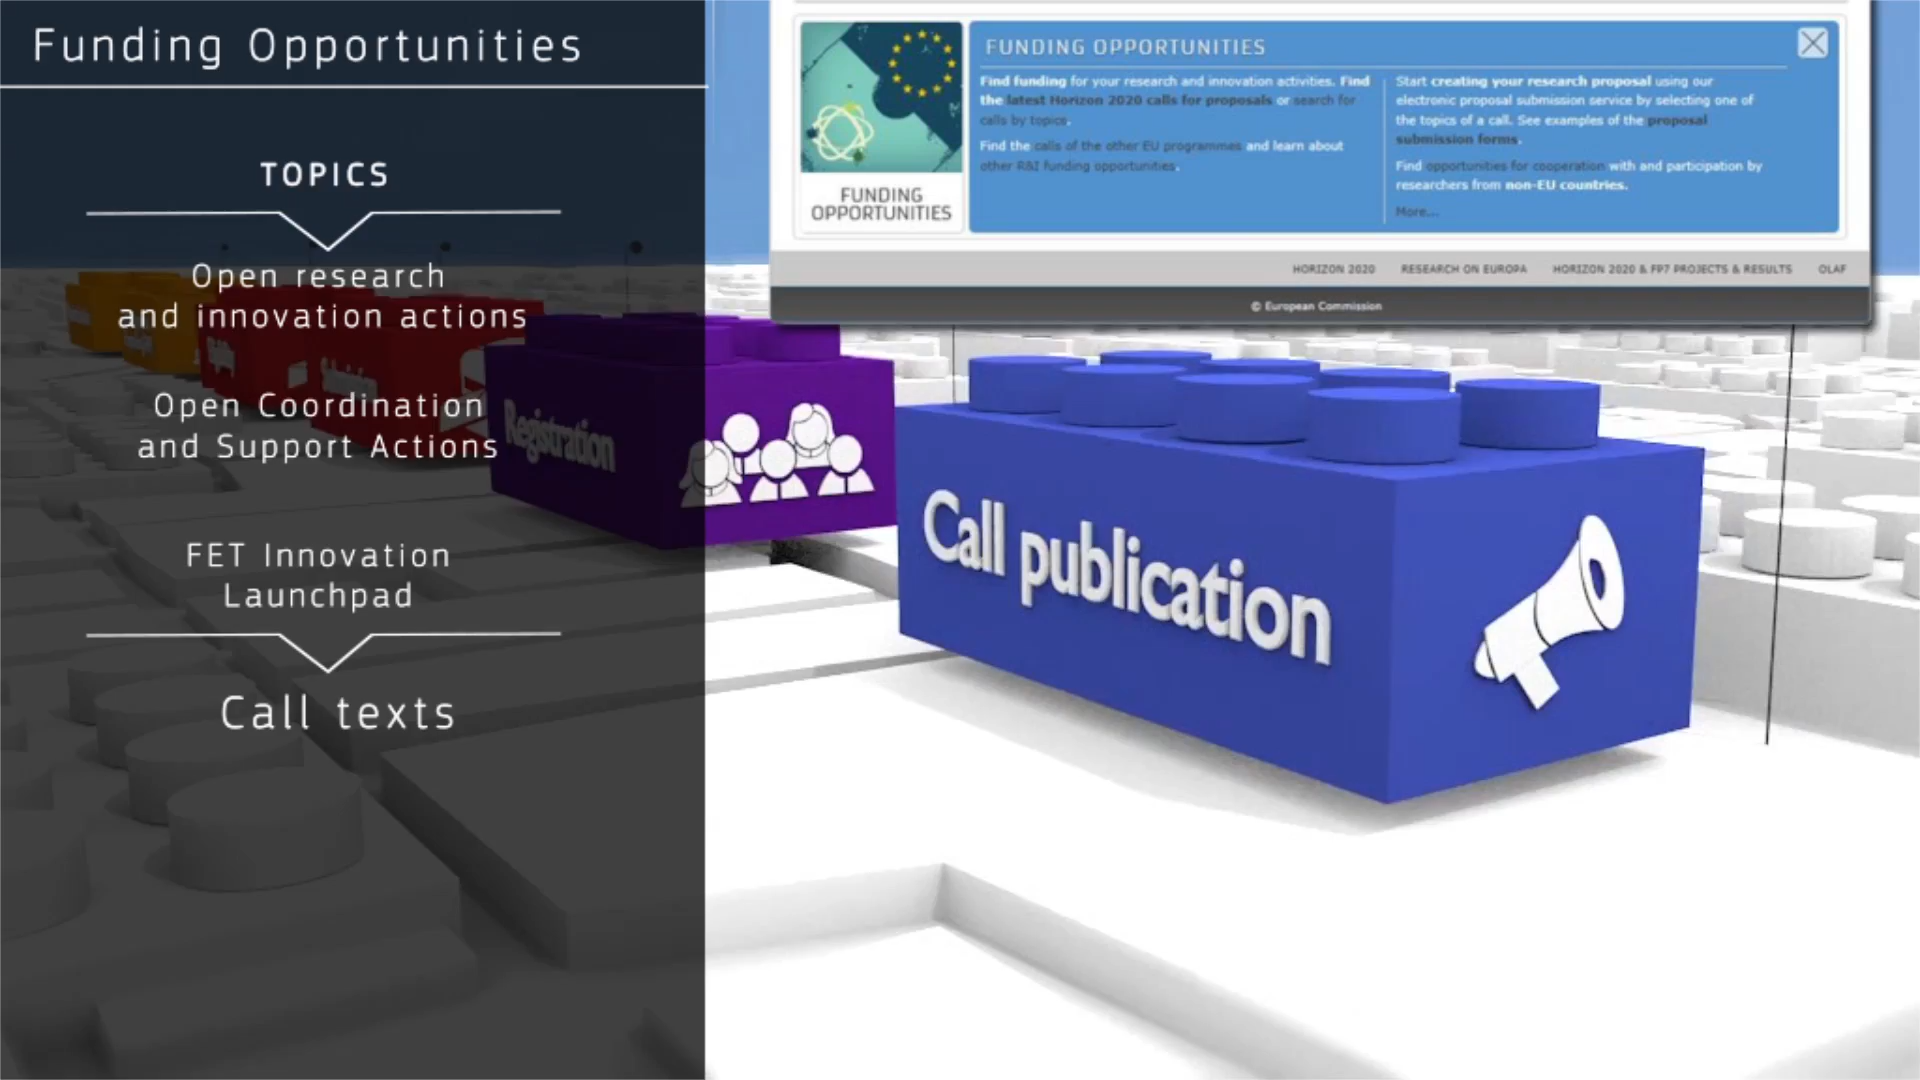 Funding Opportunities
TOPICS
Open research
and innovation actions
Open Coordination
and Support Actions
FET Innovation
Launchpad
Call texts
FUNDING
OPPORTUNITIES
FUNDING OPPORTUNITIES
Find funding for your research and innovation activities. Find
the latest Horizon 2020 calls for proposals or search for
calls by topics.
Find the calls of the other EU programmes and learn about
other R&I funding opportunities.
Start creating your research proposal using our
electronic proposal submission service by selecting one of
the topics of a call. See examples of the proposal
submission forms.
Find opportunities for cooperation with and participation by
researchers from non-EU countries.
More...
HORIZON 2020 RESEARCH ON EUROPA HORIZON 2020 & FP7 PROJECTS & RESULTS OLAF
© European Commission
Registration
Call publication